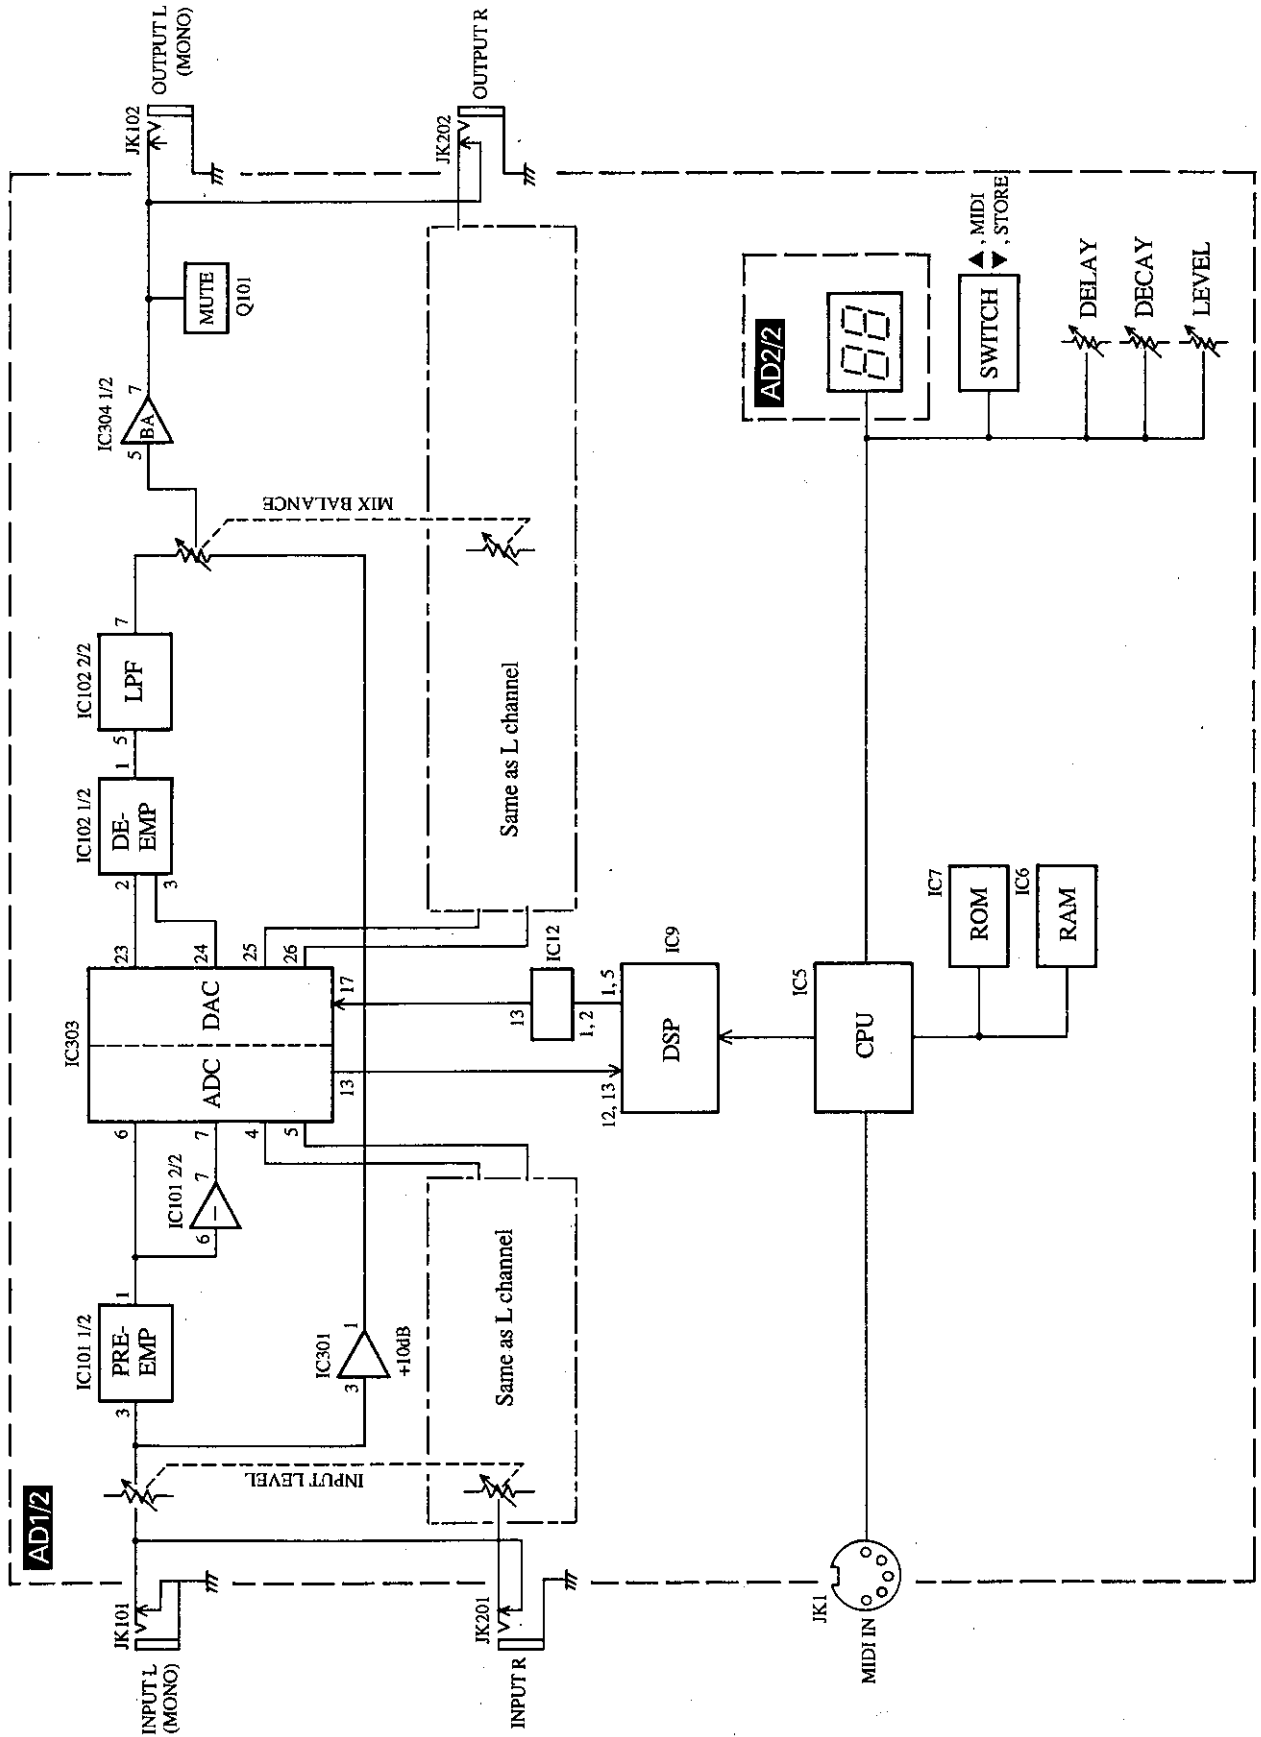 AD1/2
INPUT L
(MONO)
JK101
INPUT LEVEL
3
IC101 1/2
PRE-
EMP
1
6
IC101 2/2
7
IC301
3
1
+10dB
INPUT R
JK201
Same as L channel
IC303
ADC
DAC
6
7
4
5
13
17
23
24
25
26
IC102 1/2
DE-
EMP
2
3
1
IC102 2/2
LPF
5
7
MIX BALANCE
IC304 1/2
BA
5
7
MUTE
Q101
JK102
OUTPUT L
(MONO)
JK202
OUTPUT R
Same as L channel
IC12
13
1, 2
IC9
DSP
12, 13
1, 5
IC5
CPU
IC7
ROM
IC6
RAM
JK1
MIDI IN
AD2/2
88
SWITCH
▲, MIDI
▼, STORE
DELAY
DECAY
LEVEL